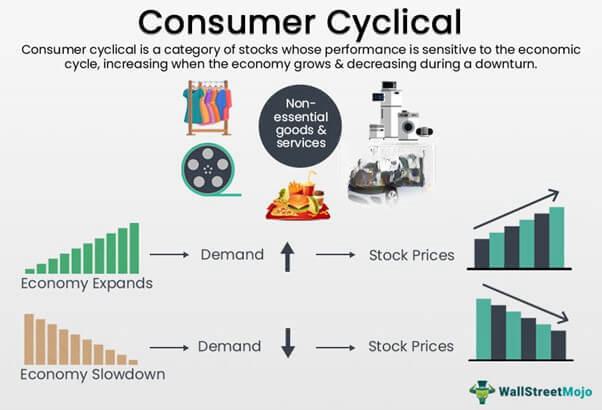 Consumer Cyclical
Consumer cyclical is a category of stocks whose performance is sensitive to the economic
cycle, increasing when the economy grows & decreasing during a downturn.
Non-
essential
goods &
services
Demand
Stock Prices
Economy Expands
Demand
Stock Prices
Economy Slowdown
WallStreetMojo